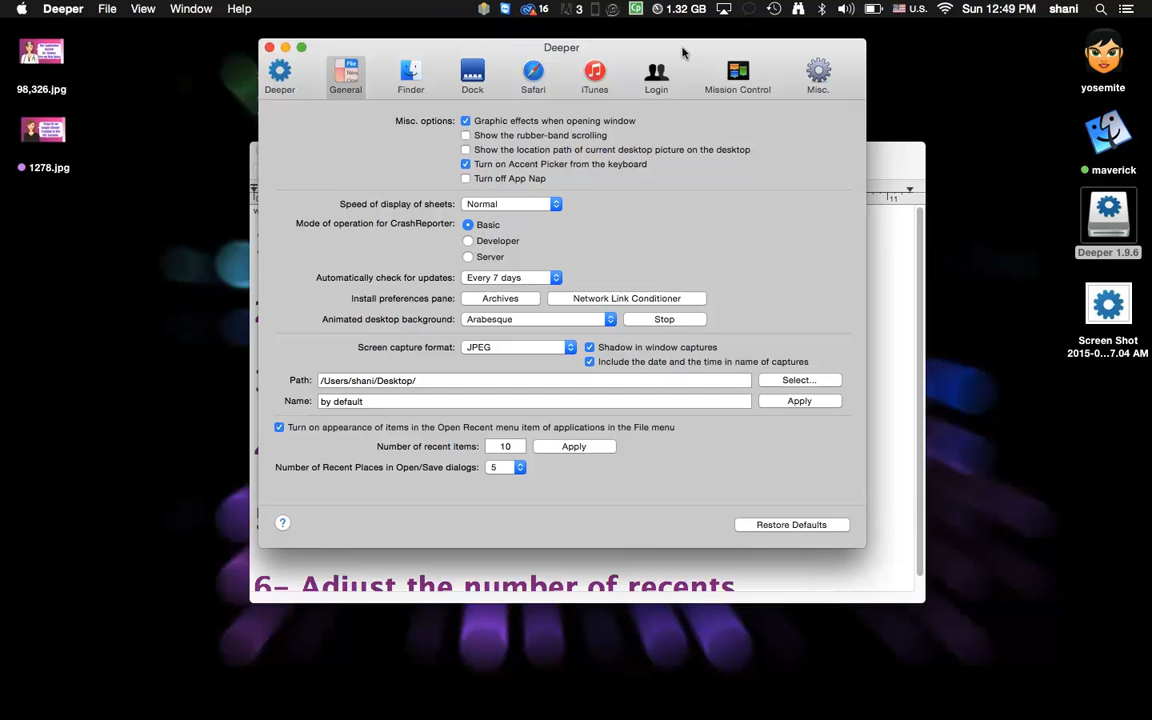 Deeper File View Window Help 16 3 Cp 1.32 GB U.S. Sun 12:49 PM shani
Deeper
Deeper General Finder Dock Safari iTunes Login Mission Control Misc.
Misc. options: Graphic effects when opening window
Show the rubber-band scrolling
Show the location path of current desktop picture on the desktop
Turn on Accent Picker from the keyboard
Turn off App Nap
Speed of display of sheets: Normal
Mode of operation for CrashReporter: Basic
Developer
Server
Automatically check for updates: Every 7 days
Install preferences pane: Archives Network Link Conditioner
Animated desktop background: Arabesque Stop
Screen capture format: JPEG Shadow in window captures
Include the date and the time in name of captures
Path: /Users/shani/Desktop/ Select...
Name: by default Apply
Turn on appearance of items in the Open Recent menu item of applications in the File menu
Number of recent items: 10 Apply
Number of Recent Places in Open/Save dialogs: 5
? Restore Defaults
11
6- Adjust the number of recents
98,326.jpg
1278.jpg
yosemite
maverick
Deeper 1.9.6
Screen Shot
2015-0...7.04 AM